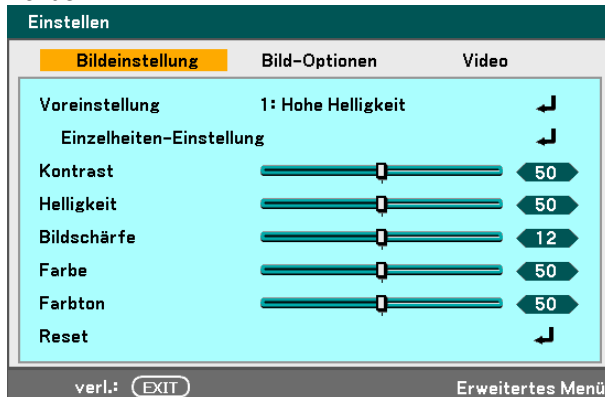 Einstellen
Bildeinstellung Bild-Optionen Video
Voreinstellung 1: Hohe Helligkeit
Einzelheiten-Einstellung
Kontrast 50
Helligkeit 50
Bildschärfe 12
Farbe 50
Farbton 50
Reset
verl.: EXIT Erweitertes Menü